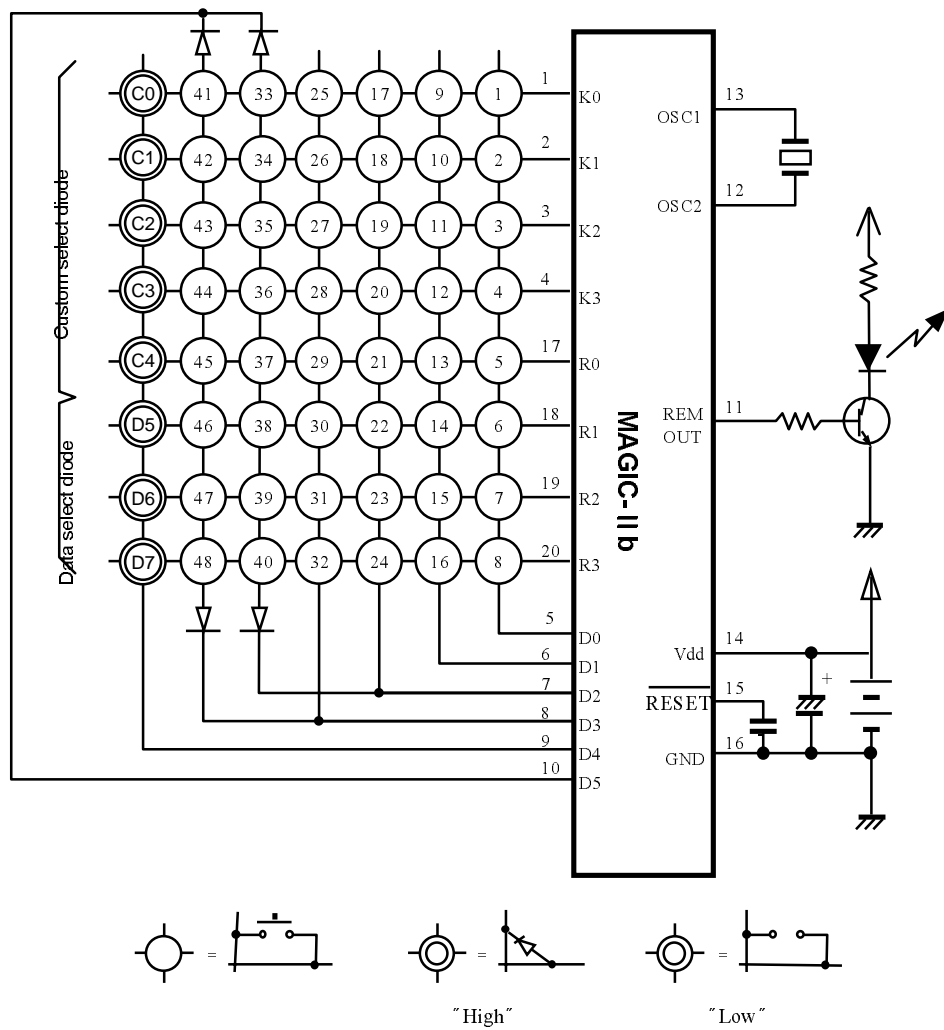 C0 41 33 25 17 9 1 1 K0
C1 42 34 26 18 10 2 2 K1
C2 43 35 27 19 11 3 3 K2
C3 44 36 28 20 12 4 4 K3
C4 45 37 29 21 13 5 17 R0
D5 46 38 30 22 14 6 18 R1
D6 47 39 31 23 15 7 19 R2
D7 48 40 32 24 16 8 20 R3
Custom select diode
Data select diode
5 D0
6 D1
7 D2
8 D3
9 D4
10 D5
MAGIC-IIb
OSC1 13
OSC2 12
REM 11
OUT
Vdd 14
RESET 15
GND 16
+
= = =
"High" "Low"